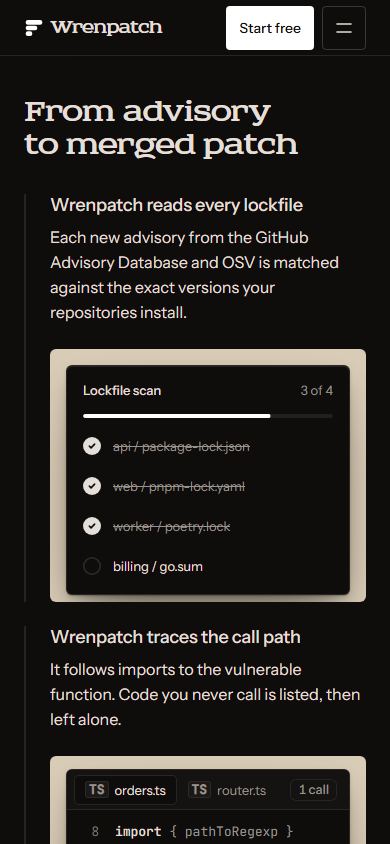 Wrenpatch
Start free
From advisory
to merged patch
Wrenpatch reads every lockfile
Each new advisory from the GitHub
Advisory Database and OSV is matched
against the exact versions your
repositories install.
Lockfile scan 3 of 4
api / package-lock.json
web / pnpm-lock.yaml
worker / poetry.lock
billing / go.sum
Wrenpatch traces the call path
It follows imports to the vulnerable
function. Code you never call is listed, then
left alone.
TS orders.ts TS router.ts 1 call
8 import { pathToRegexp }